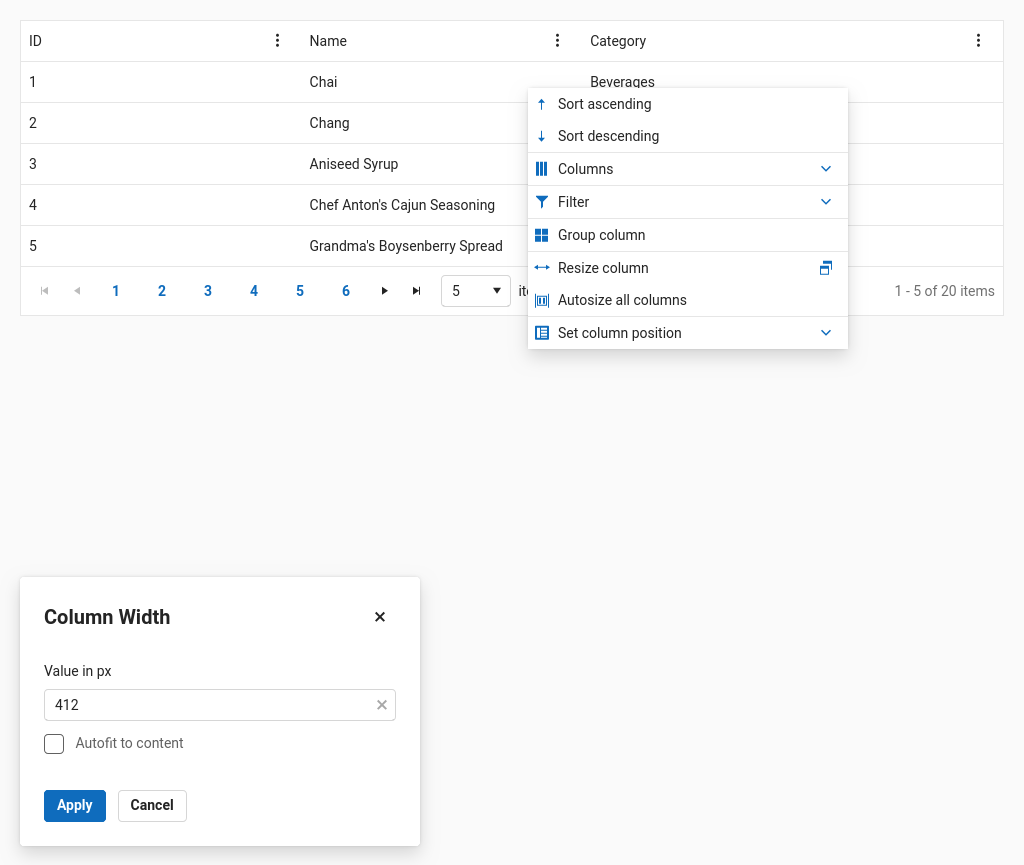 ID Name Category
1 Chai Beverages
2 Chang
3 Aniseed Syrup
4 Chef Anton's Cajun Seasoning
5 Grandma's Boysenberry Spread
1 2 3 4 5 6 5 1 - 5 of 20 items
Sort ascending
Sort descending
Columns
Filter
Group column
Resize column
Autosize all columns
Set column position
Column Width
Value in px
412
Autofit to content
Apply Cancel